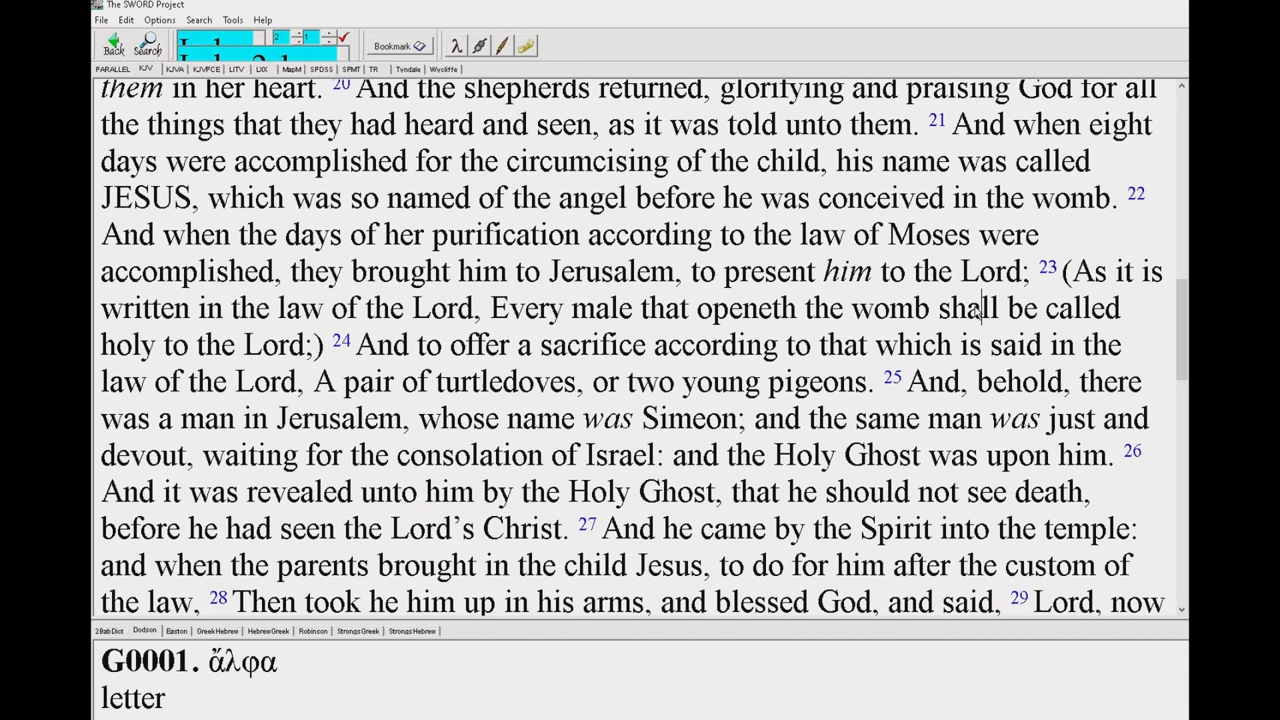 The SWORD Project
File Edit Options Search Tools Help
Back Search 2 1 Bookmark λ
PARALLEL KJV KJVA KJVPCE LITV LXX MapM SPDSS SPMT TR Tyndale Wycliffe
them in her heart. 20 And the shepherds returned, glorifying and praising God for all
the things that they had heard and seen, as it was told unto them. 21 And when eight
days were accomplished for the circumcising of the child, his name was called
JESUS, which was so named of the angel before he was conceived in the womb. 22
And when the days of her purification according to the law of Moses were
accomplished, they brought him to Jerusalem, to present him to the Lord; 23 (As it is
written in the law of the Lord, Every male that openeth the womb shall be called
holy to the Lord;) 24 And to offer a sacrifice according to that which is said in the
law of the Lord, A pair of turtledoves, or two young pigeons. 25 And, behold, there
was a man in Jerusalem, whose name was Simeon; and the same man was just and
devout, waiting for the consolation of Israel: and the Holy Ghost was upon him. 26
And it was revealed unto him by the Holy Ghost, that he should not see death,
before he had seen the Lord’s Christ. 27 And he came by the Spirit into the temple:
and when the parents brought in the child Jesus, to do for him after the custom of
the law, 28 Then took he him up in his arms, and blessed God, and said, 29 Lord, now
2BabDict Dodson Easton GreekHebrew HebrewGreek Robinson StrongsGreek StrongsHebrew
G0001. ἄλφα
letter